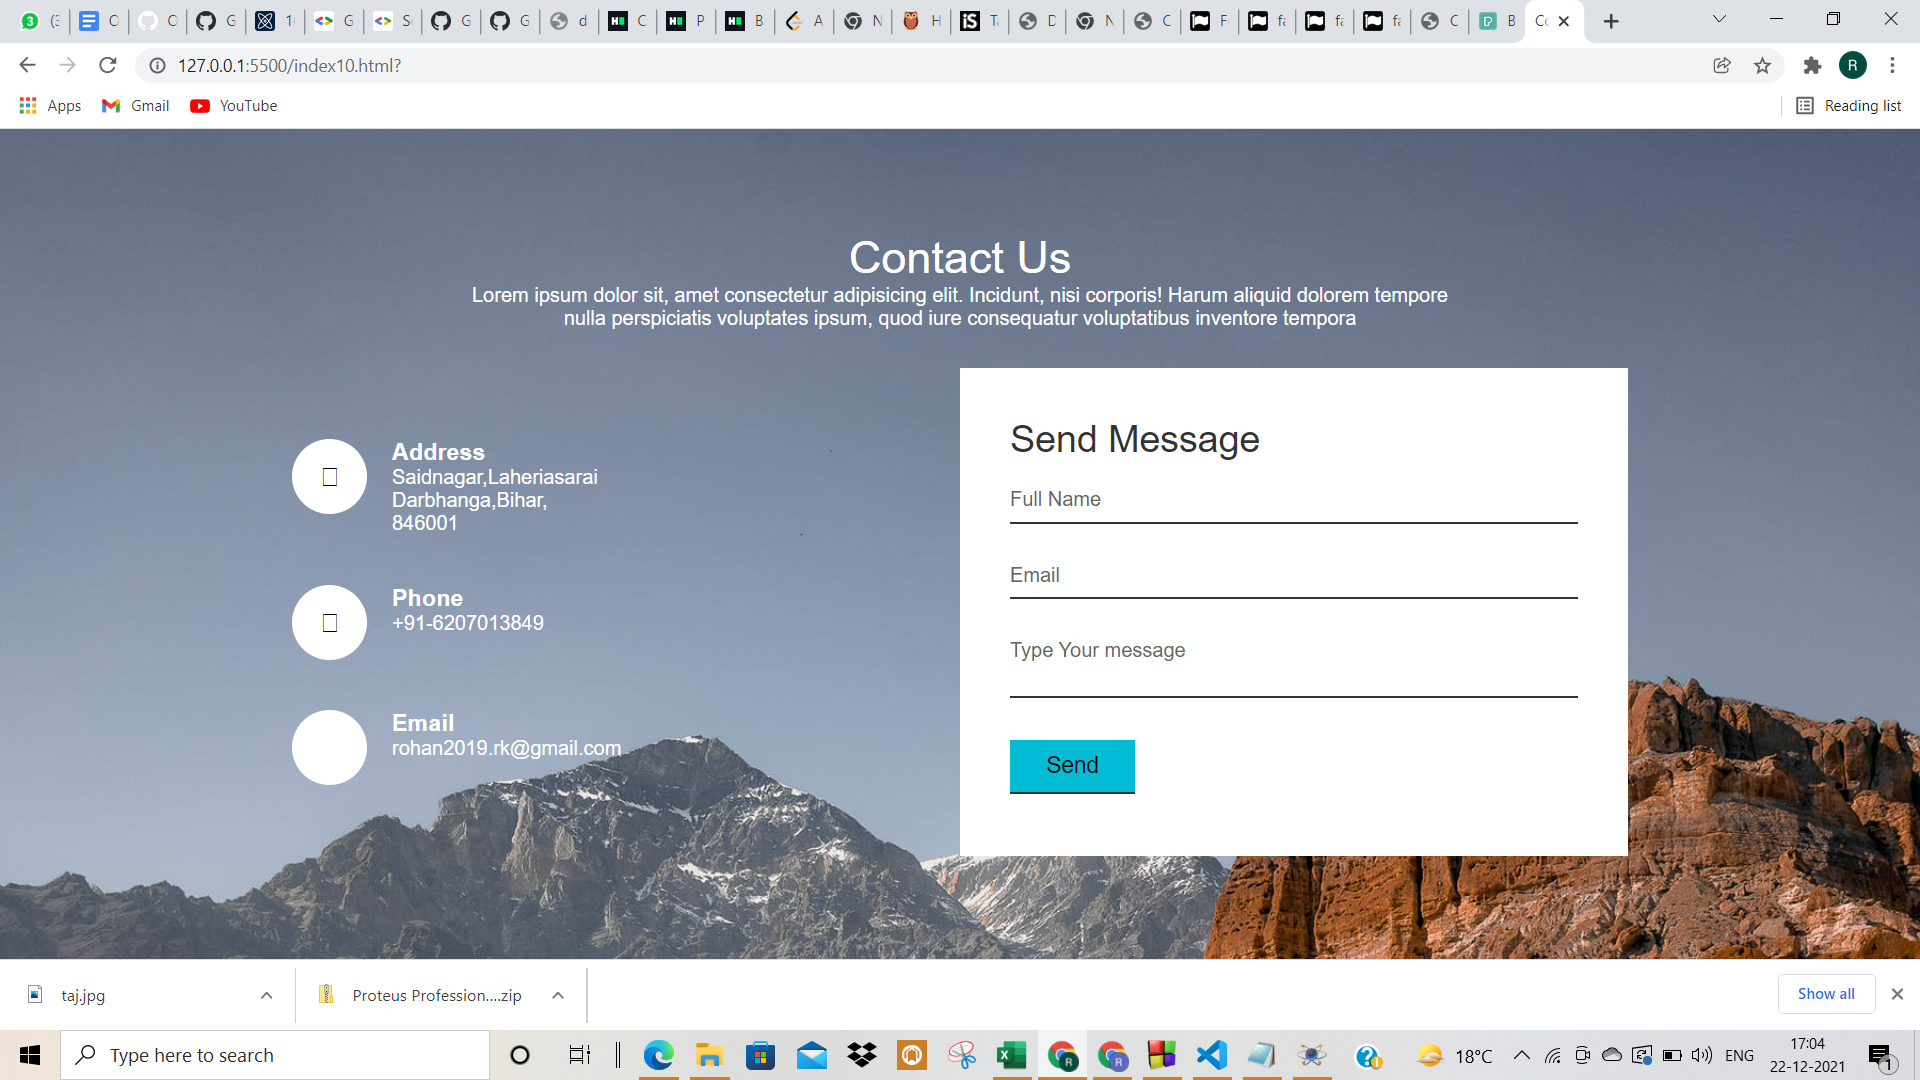 127.0.0.1:5500/index10.html?
Apps
Gmail
YouTube
Reading list
Contact Us
Lorem ipsum dolor sit, amet consectetur adipisicing elit. Incidunt, nisi corporis! Harum aliquid dolorem tempore
nulla perspiciatis voluptates ipsum, quod iure consequatur voluptatibus inventore tempora
Address
Saidnagar,Laheriasarai
Darbhanga,Bihar,
846001
Phone
+91-6207013849
Email
rohan2019.rk@gmail.com
Send Message
Full Name
Email
Type Your message
Send
taj.jpg
Proteus Profession....zip
Show all
Type here to search
18°C
ENG
17:04
22-12-2021
1